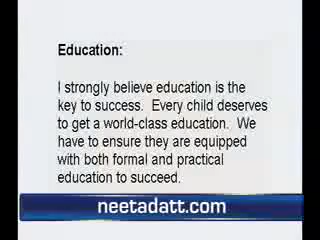 Education:
I strongly believe education is the
key to success. Every child deserves
to get a world-class education. We
have to ensure they are equipped
with both formal and practical
education to succeed.
neetadatt.com